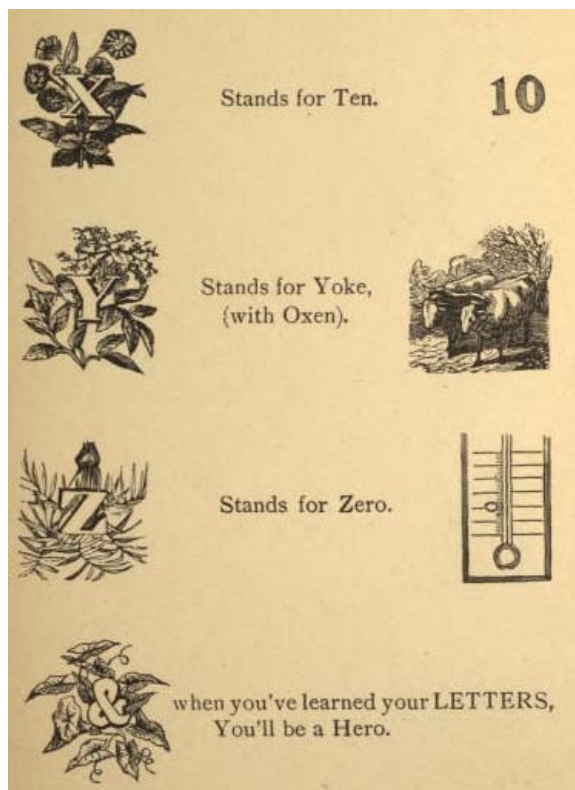 X Stands for Ten. 10
Y Stands for Yoke,
(with Oxen).
Z Stands for Zero.
& when you've learned your LETTERS,
You'll be a Hero.